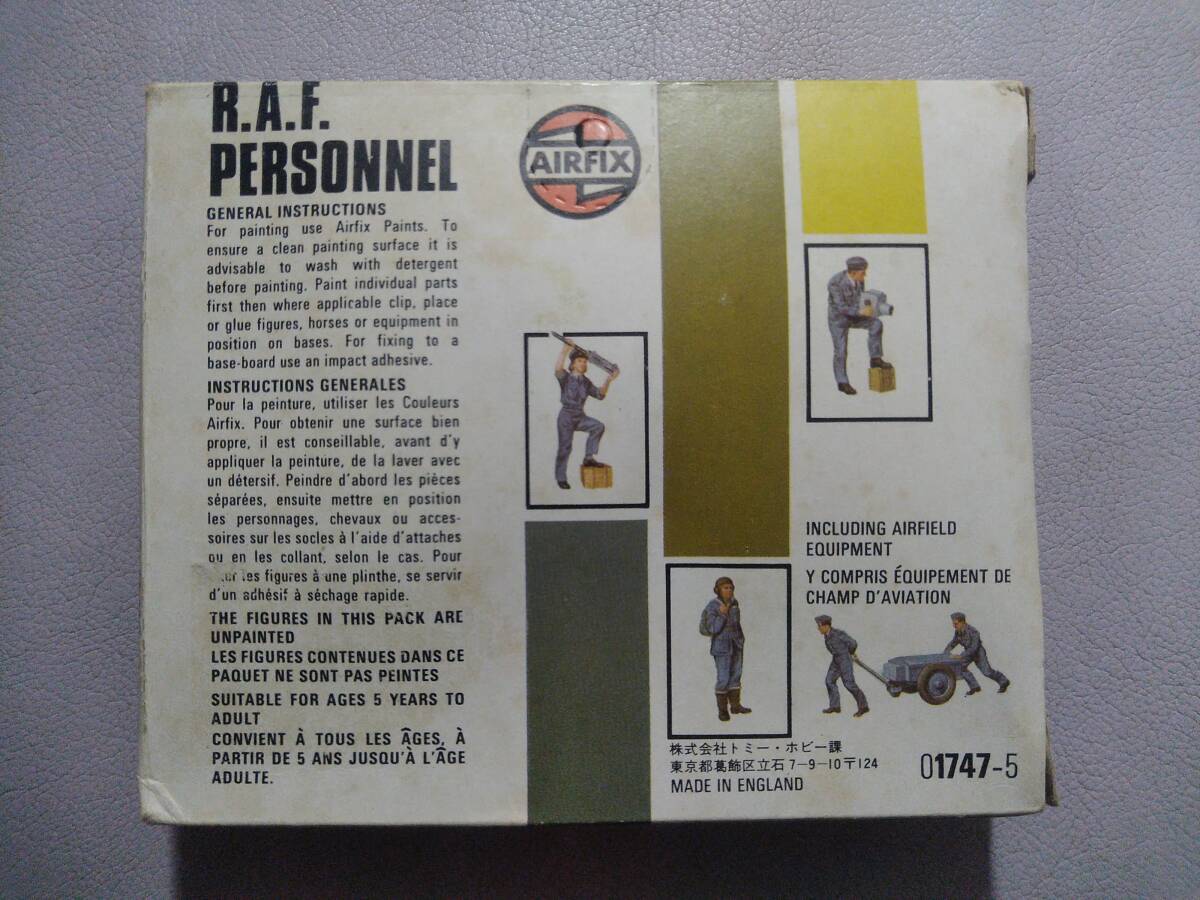 R.A.F.
PERSONNEL
GENERAL INSTRUCTIONS
For painting use Airfix Paints. To
ensure a clean painting surface it is
advisable to wash with detergent
before painting. Paint individual parts
first then where applicable clip, place
or glue figures, horses or equipment in
position on bases. For fixing to a
base-board use an impact adhesive.
INSTRUCTIONS GENERALES
Pour la peinture, utiliser les Couleurs
Airfix. Pour obtenir une surface bien
propre, il est conseillable, avant d'y
appliquer la peinture, de la laver avec
un détersif. Peindre d'abord les pièces
séparées, ensuite mettre en position
les personnages, chevaux ou acces-
soires sur les socles à l'aide d'attaches
ou en les collant, selon le cas. Pour
les figures à une plinthe, se servir
d'un adhésif à séchage rapide.
THE FIGURES IN THIS PACK ARE
UNPAINTED
LES FIGURES CONTENUES DANS CE
PAQUET NE SONT PAS PEINTES
SUITABLE FOR AGES 5 YEARS TO
ADULT
CONVIENT À TOUS LES ÂGES, À
PARTIR DE 5 ANS JUSQU'À L'ÂGE
ADULTE.
AIRFIX
INCLUDING AIRFIELD
EQUIPMENT
Y COMPRIS ÉQUIPEMENT DE
CHAMP D'AVIATION
株式会社トミー・ホビー課
東京都葛飾区立石7-9-10〒124
MADE IN ENGLAND
01747-5